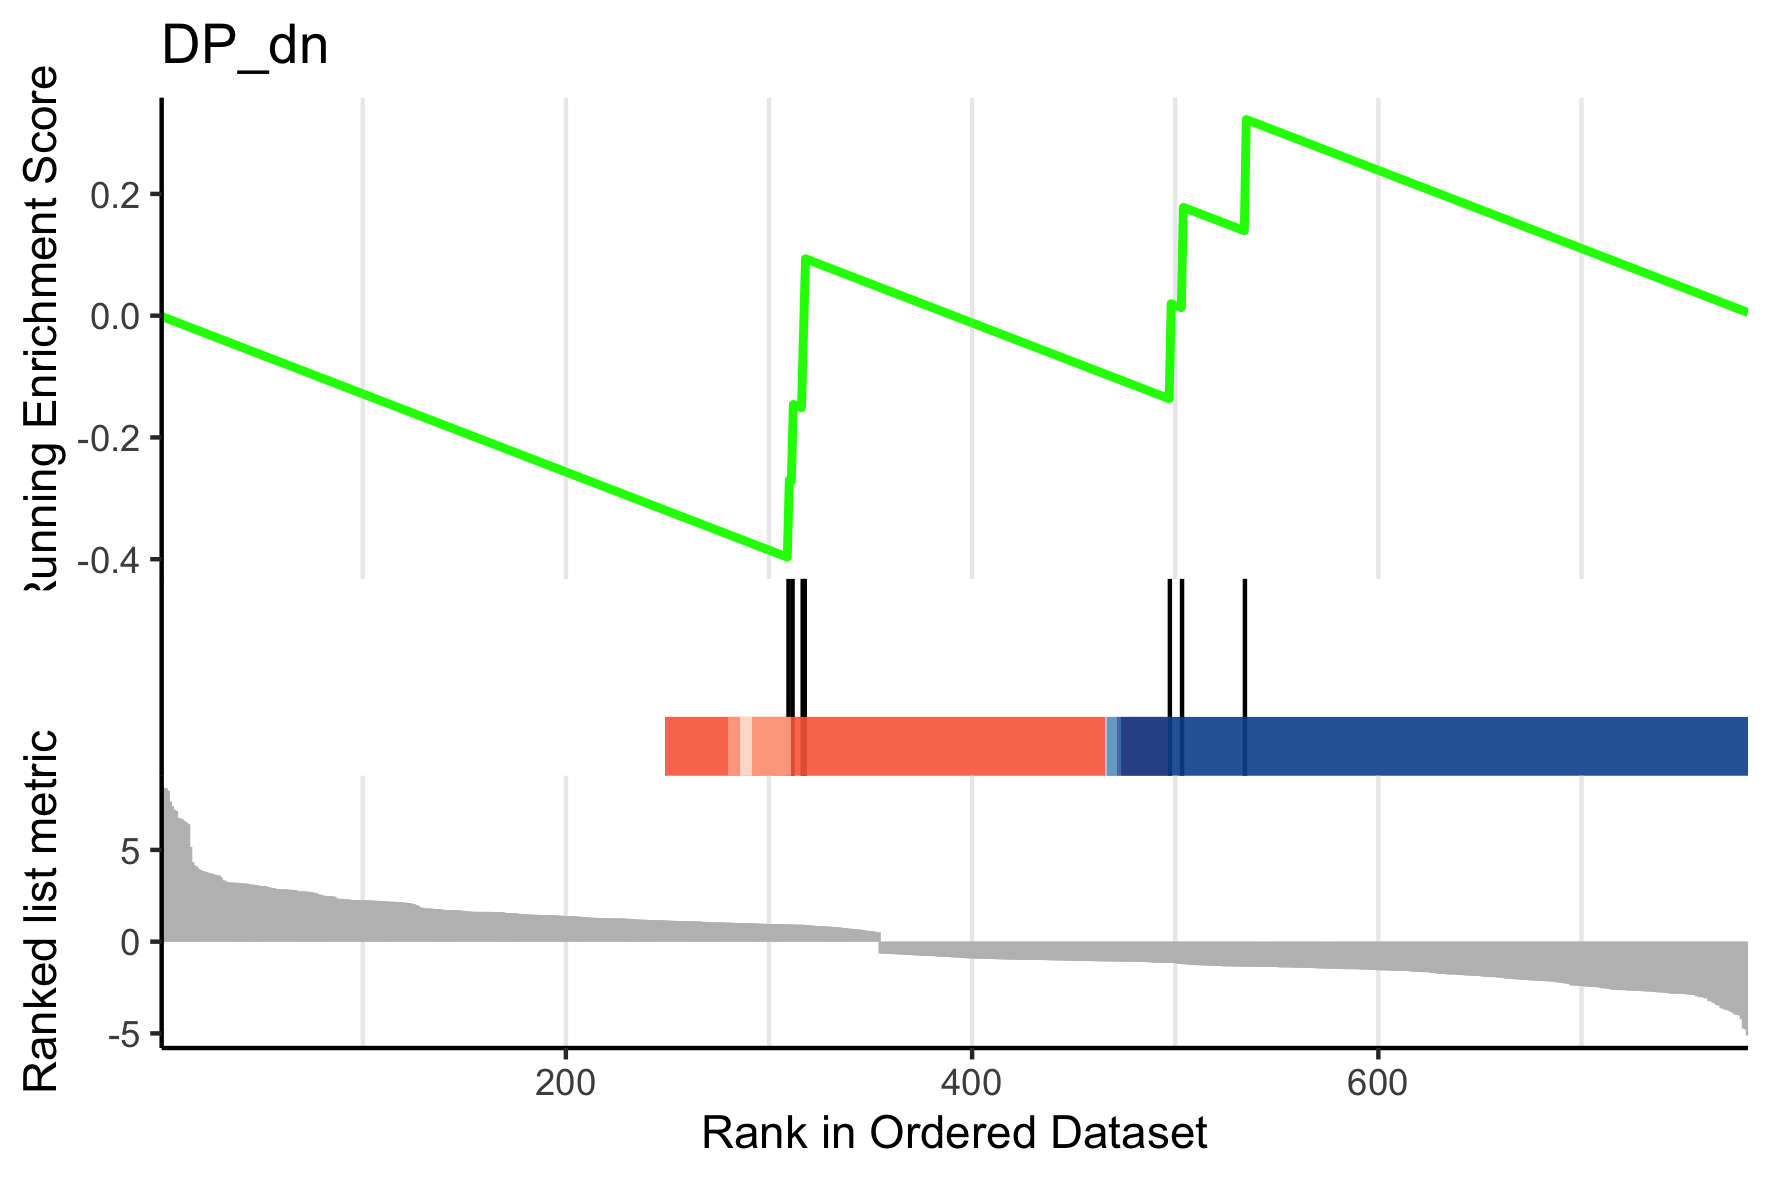 DP_dn
Running Enrichment Score
0.2
0.0
-0.2
-0.4
Ranked list metric
5
0
-5
200
400
600
Rank in Ordered Dataset